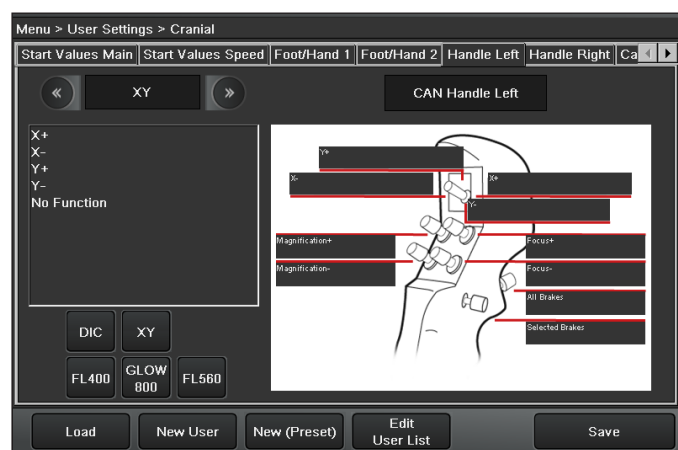 Menu > User Settings > Cranial
Start Values Main Start Values Speed Foot/Hand 1 Foot/Hand 2 Handle Left Handle Right Ca
« XY » CAN Handle Left
X+
X-
Y+
Y-
No Function
Y+
X- X+
Y-
Magnification+ Focus+
Magnification- Focus-
All Brakes
Selected Brakes
DIC XY
FL400 GLOW 800 FL560
Load New User New (Preset) Edit User List Save